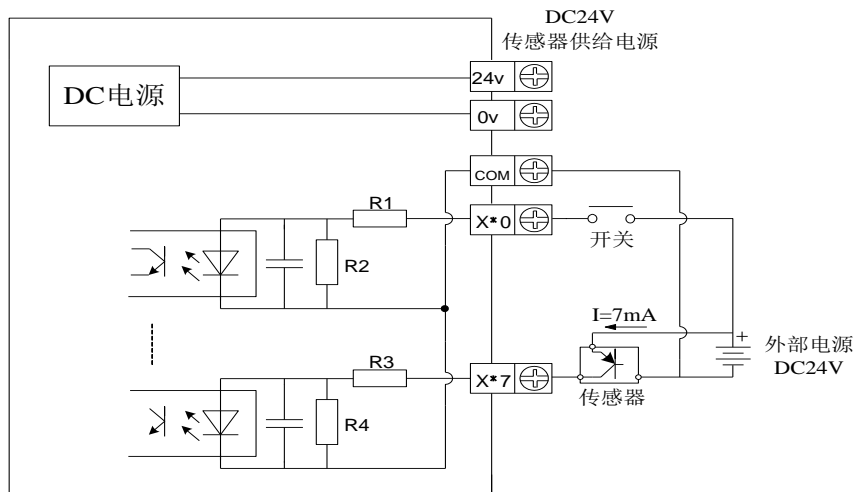 DC24V
传感器供给电源
24v
DC电源
0v
COM
R1
X*0
开关
R2
I=7mA
+
外部电源
DC24V
R3
X*7
传感器
R4